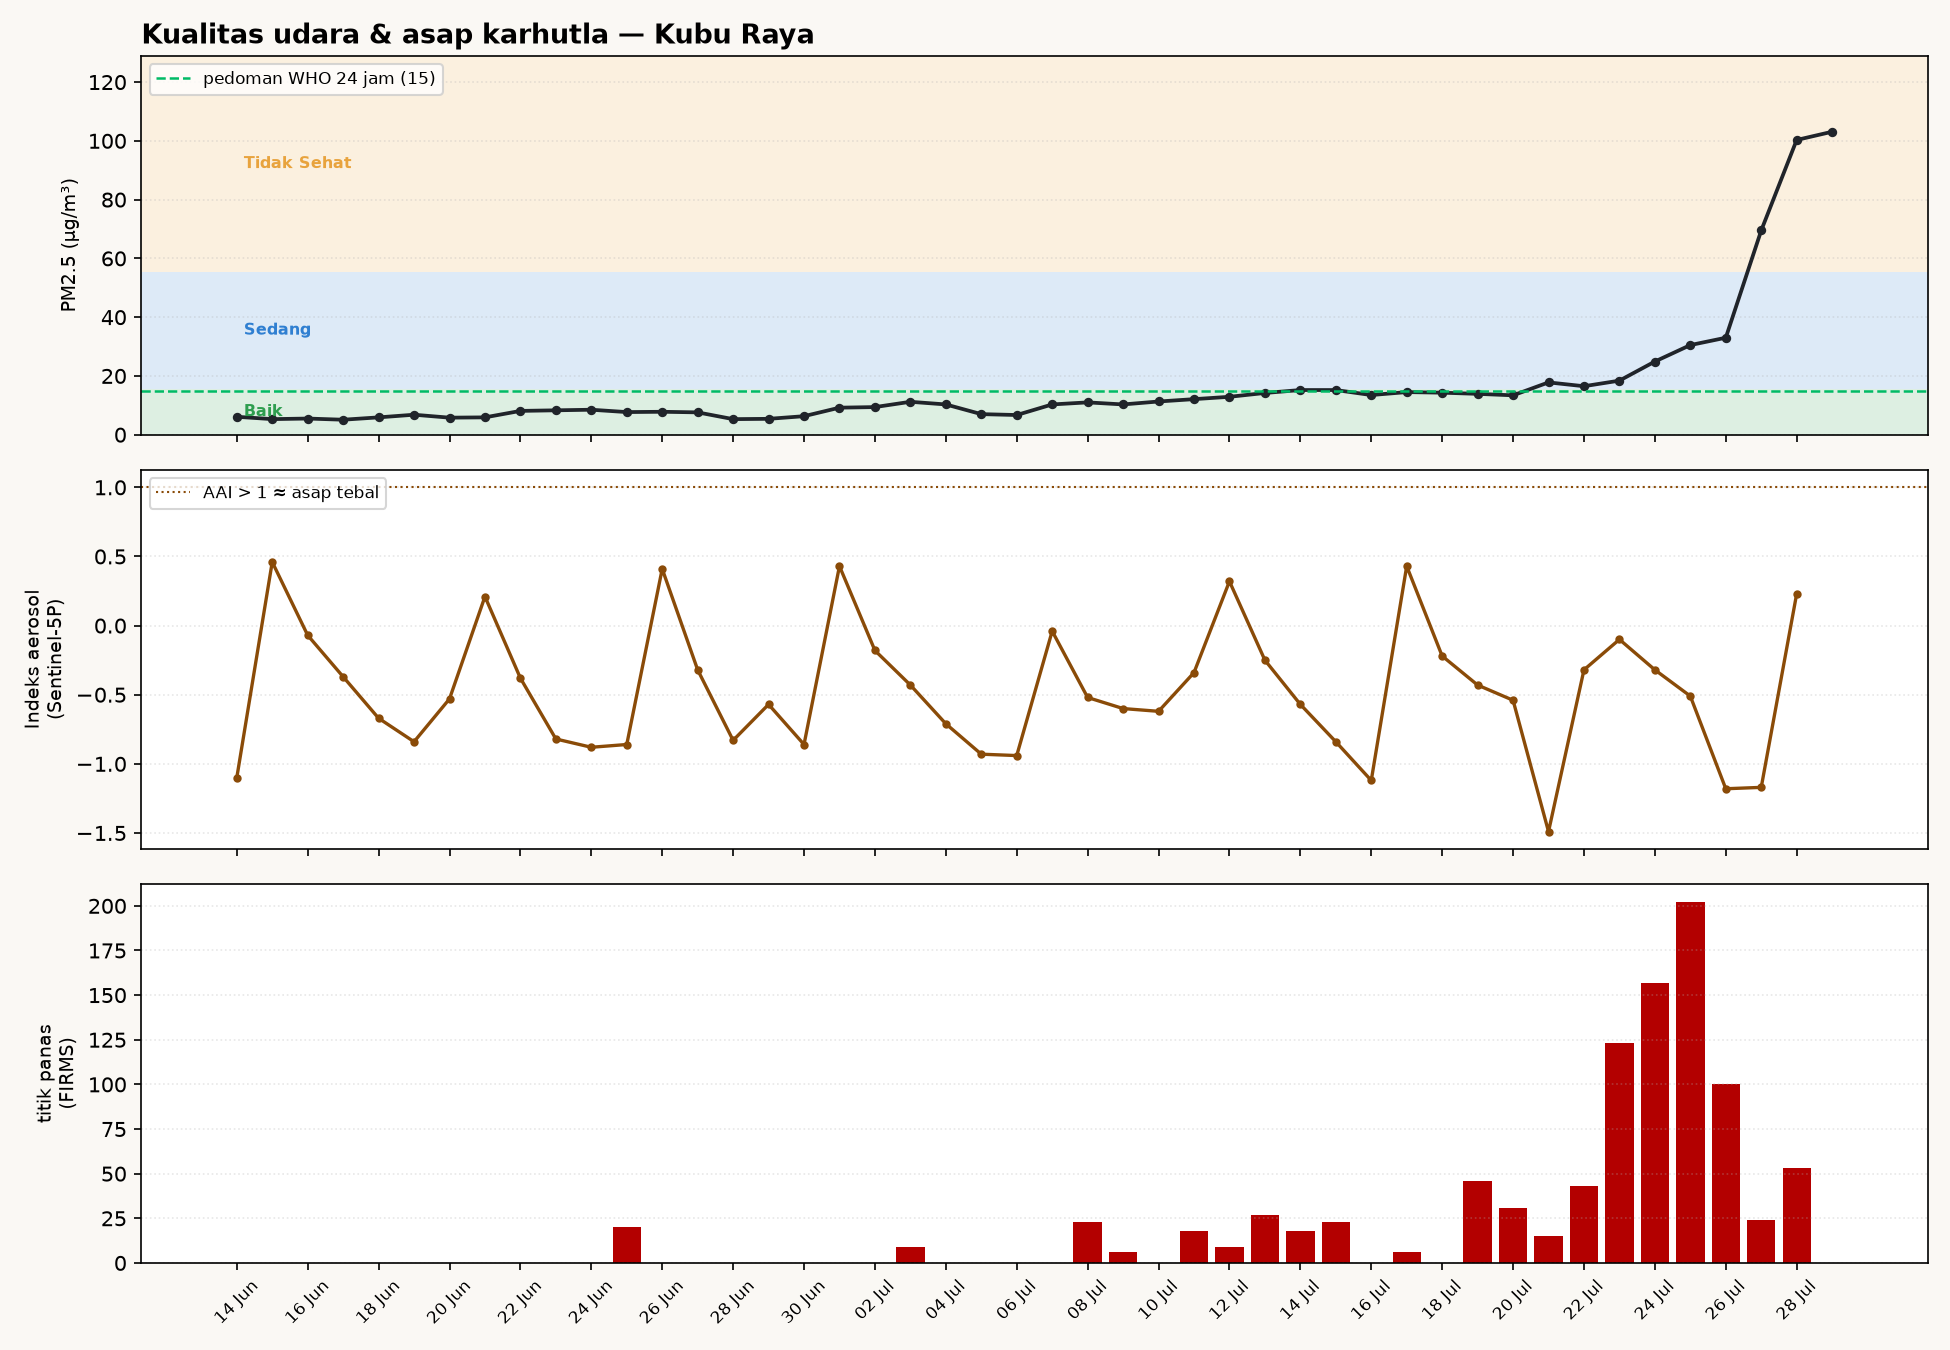 Kualitas udara & asap karhutla — Kubu Raya
pedoman WHO 24 jam (15)
120
100
80
60
40
20
0
PM2.5 (µg/m³)
Tidak Sehat
Sedang
Baik
AAI > 1 ≈ asap tebal
1.0
0.5
0.0
−0.5
−1.0
−1.5
Indeks aerosol
(Sentinel-5P)
200
175
150
125
100
75
50
25
0
titik panas
(FIRMS)
14 Jun
16 Jun
18 Jun
20 Jun
22 Jun
24 Jun
26 Jun
28 Jun
30 Jun
02 Jul
04 Jul
06 Jul
08 Jul
10 Jul
12 Jul
14 Jul
16 Jul
18 Jul
20 Jul
22 Jul
24 Jul
26 Jul
28 Jul